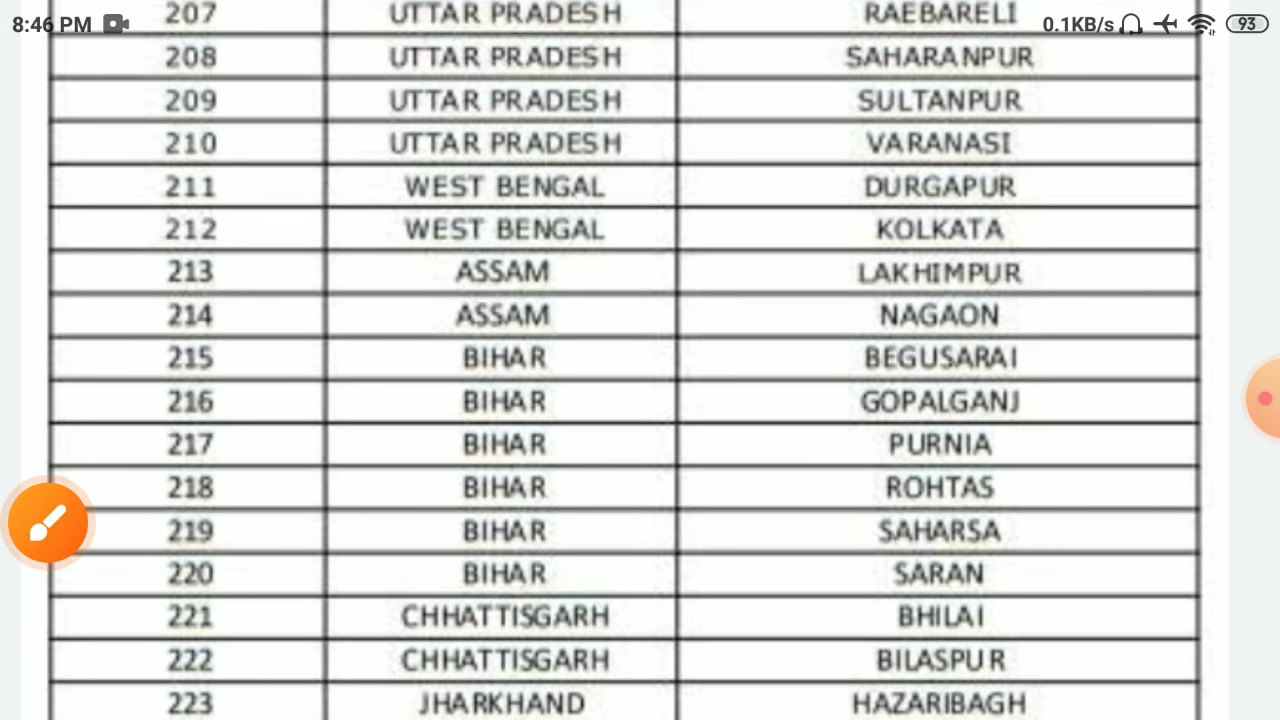 207 UTTAR PRADESH RAEBARELI
8:46 PM 0.1KB/s 93
208 UTTAR PRADESH SAHARANPUR
209 UTTAR PRADESH SULTANPUR
210 UTTAR PRADESH VARANASI
211 WEST BENGAL DURGAPUR
212 WEST BENGAL KOLKATA
213 ASSAM LAKHIMPUR
214 ASSAM NAGAON
215 BIHAR BEGUSARAI
216 BIHAR GOPALGANJ
217 BIHAR PURNIA
218 BIHAR ROHTAS
219 BIHAR SAHARSA
220 BIHAR SARAN
221 CHHATTISGARH BHILAI
222 CHHATTISGARH BILASPUR
223 JHARKHAND HAZARIBAGH